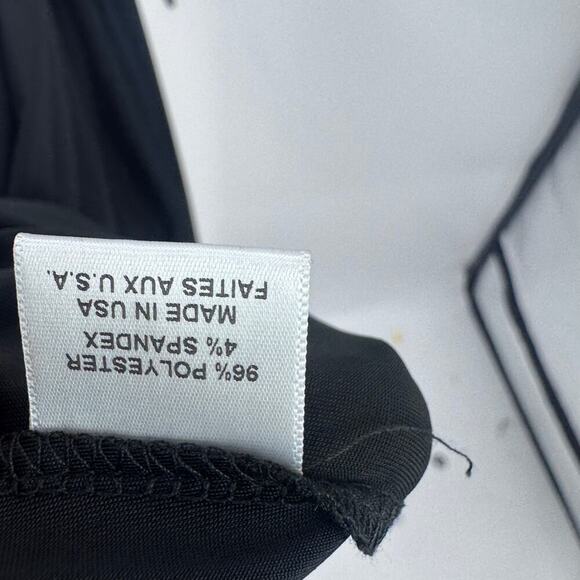 96% POLYESTER
4% SPANDEX
MADE IN USA
FAITES AUX U.S.A.